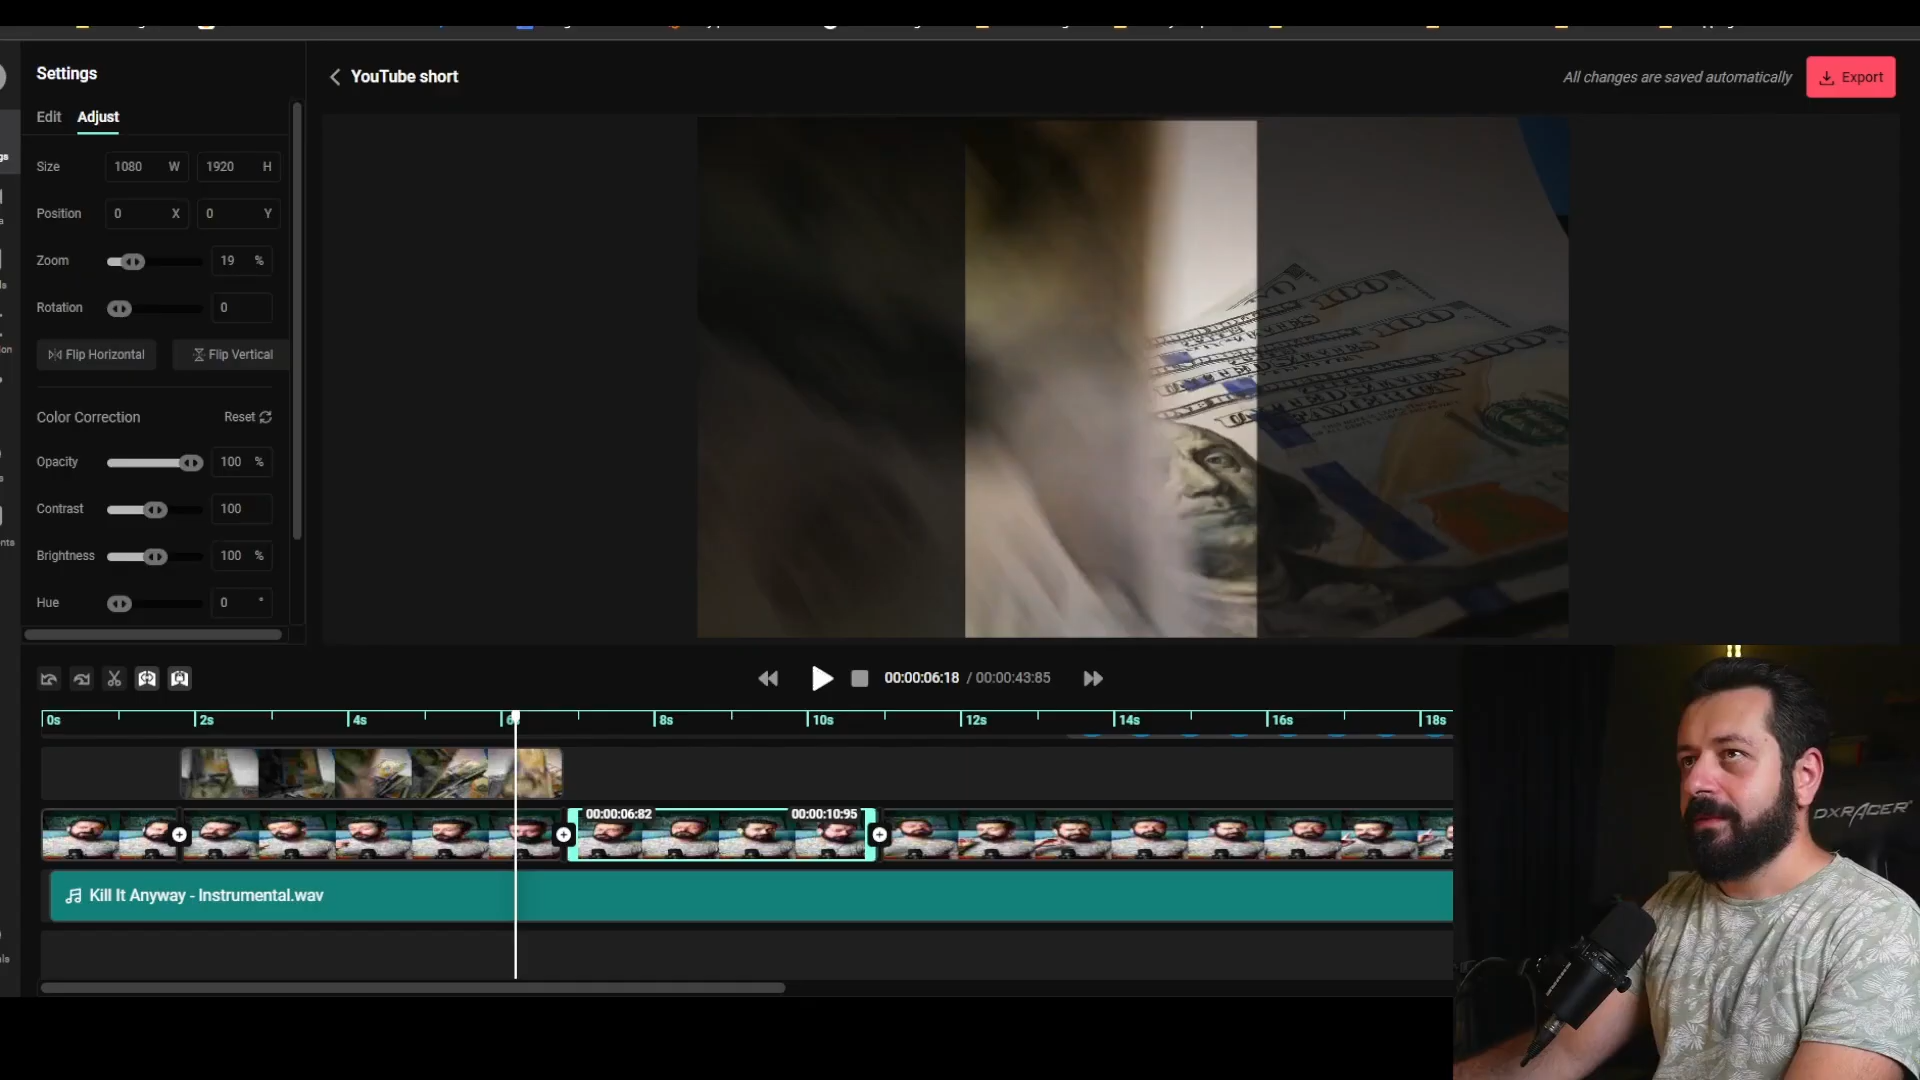 Settings
YouTube short
All changes are saved automatically
Export
Edit Adjust
Size 1080 W 1920 H
Position 0 X 0 Y
Zoom 19 %
Rotation 0
Flip Horizontal Flip Vertical
Color Correction Reset
Opacity 100 %
Contrast 100
Brightness 100 %
Hue 0 °
00:00:06:18 / 00:00:43:85
0s 2s 4s 8s 10s 12s 14s 16s 18s
00:00:06:82 00:00:10:95
Kill It Anyway - Instrumental.wav
DXRACER